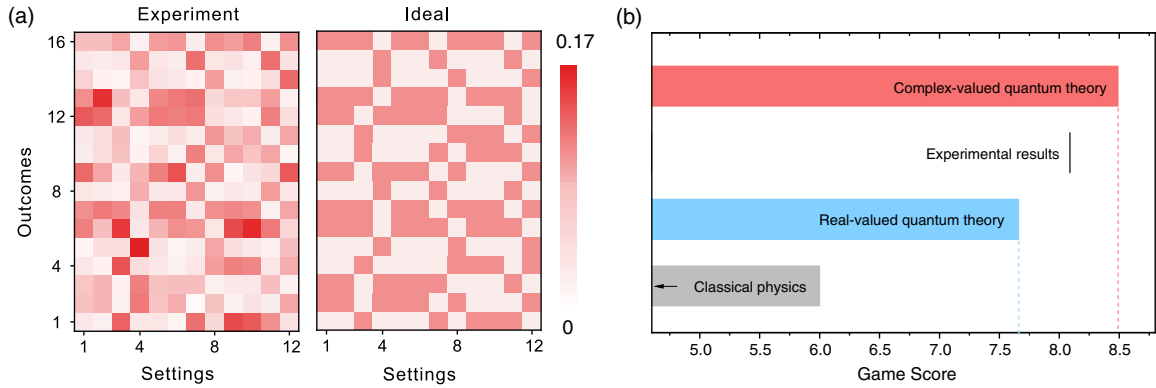 (a)
Experiment
Ideal
16
12
8
4
1
Outcomes
1 4 8 12
Settings
1 4 8 12
Settings
0.17
0
(b)
Complex-valued quantum theory
Experimental results
Real-valued quantum theory
Classical physics
5.0 5.5 6.0 6.5 7.0 7.5 8.0 8.5
Game Score